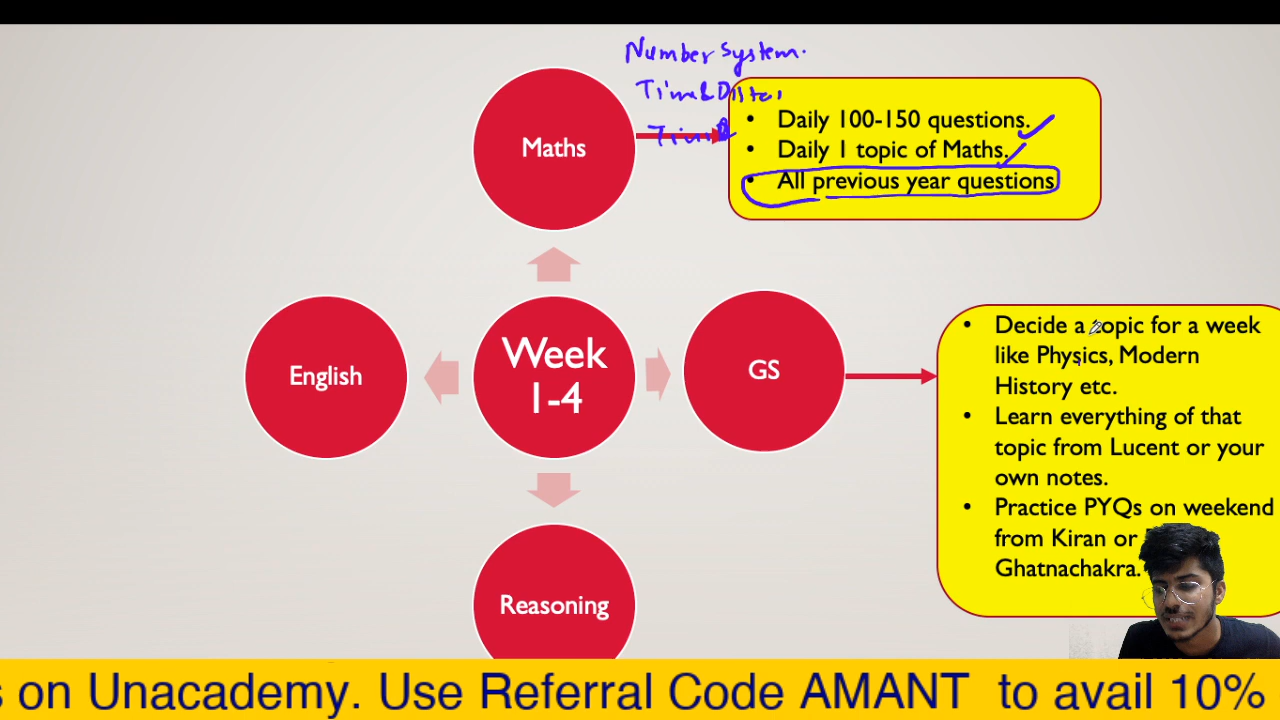 Number System.
Time & Dista,
Time &
Maths
• Daily 100-150 questions.
• Daily 1 topic of Maths.
• All previous year questions
English
Week
1-4
GS
• Decide a topic for a week
like Physics, Modern
History etc.
• Learn everything of that
topic from Lucent or your
own notes.
• Practice PYQs on weekend
from Kiran or
Ghatnachakra.
Reasoning
s on Unacademy. Use Referral Code AMANT to avail 10%